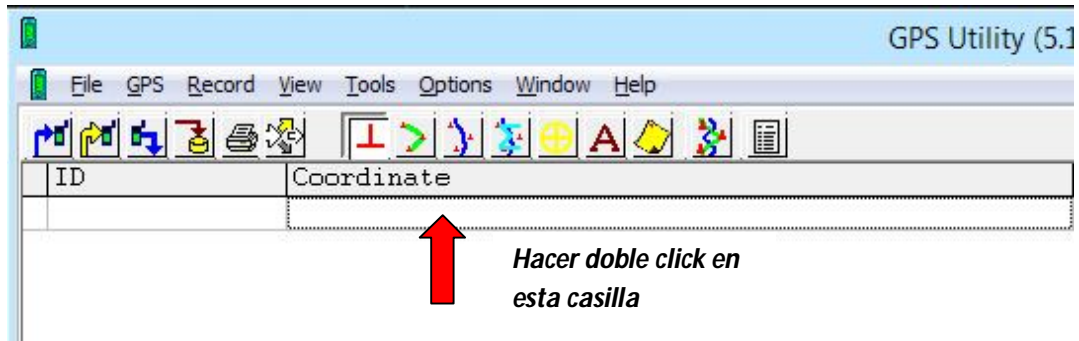 GPS Utility (5.1
File GPS Record View Tools Options Window Help
A
ID Coordinate
Hacer doble click en
esta casilla